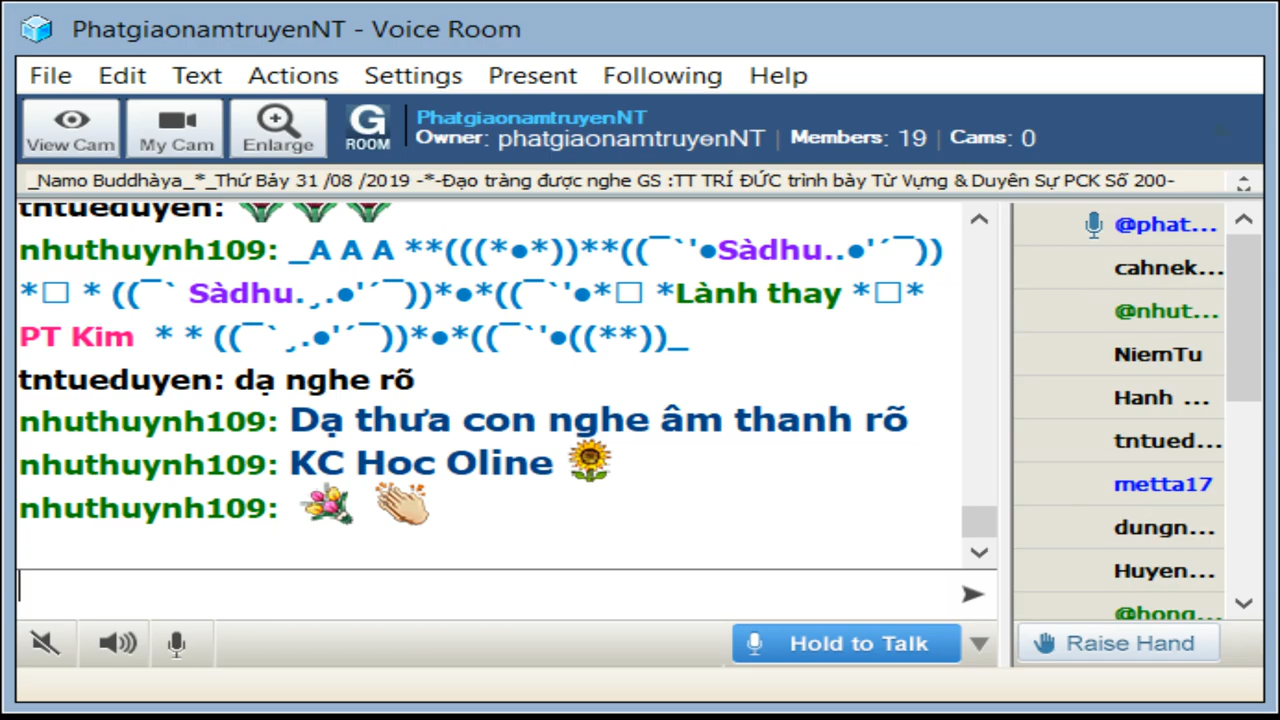 PhatgiaonamtruyenNT - Voice Room
File Edit Text Actions Settings Present Following Help
View Cam My Cam Enlarge G ROOM
PhatgiaonamtruyenNT
Owner: phatgiaonamtruyenNT | Members: 19 | Cams: 0
_Namo Buddhàya_*_Thứ Bảy 31 /08 /2019 -*-Đạo tràng được nghe GS :TT TRÍ ĐỨC trình bày Từ Vựng & Duyên Sự PCK Số 200-
tntueduyen:
nhuthuynh109: _A A A **(((*●*))**((¯`'●Sàdhu..●'´¯))
*□ * ((¯` Sàdhu.¸.●'´¯))*●*((¯`'●*□ *Lành thay *□*
PT Kim * * ((¯`¸.●'´¯))*●*((¯`'●((**))_
tntueduyen: dạ nghe rõ
nhuthuynh109: Dạ thưa con nghe âm thanh rõ
nhuthuynh109: KC Hoc Oline
nhuthuynh109:
@phat...
cahnek...
@nhut...
NiemTu
Hanh ...
tntued...
metta17
dungn...
Huyen...
@hong...
Hold to Talk
Raise Hand